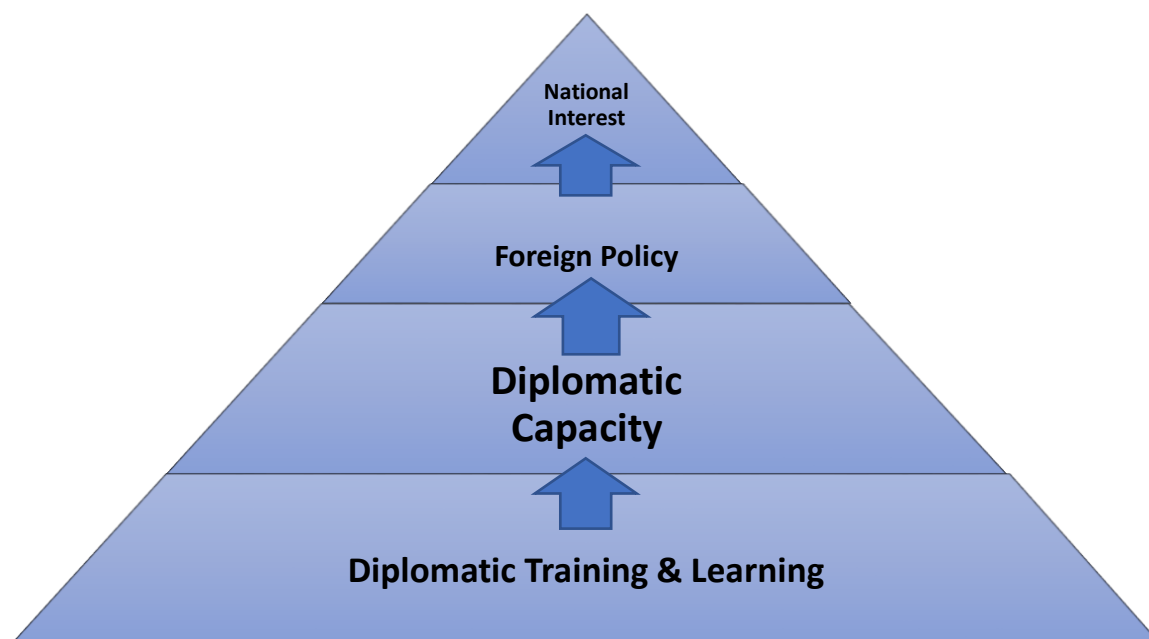 National
Interest
Foreign Policy
Diplomatic
Capacity
Diplomatic Training & Learning